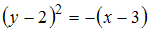 (y − 2)² = −(x − 3)